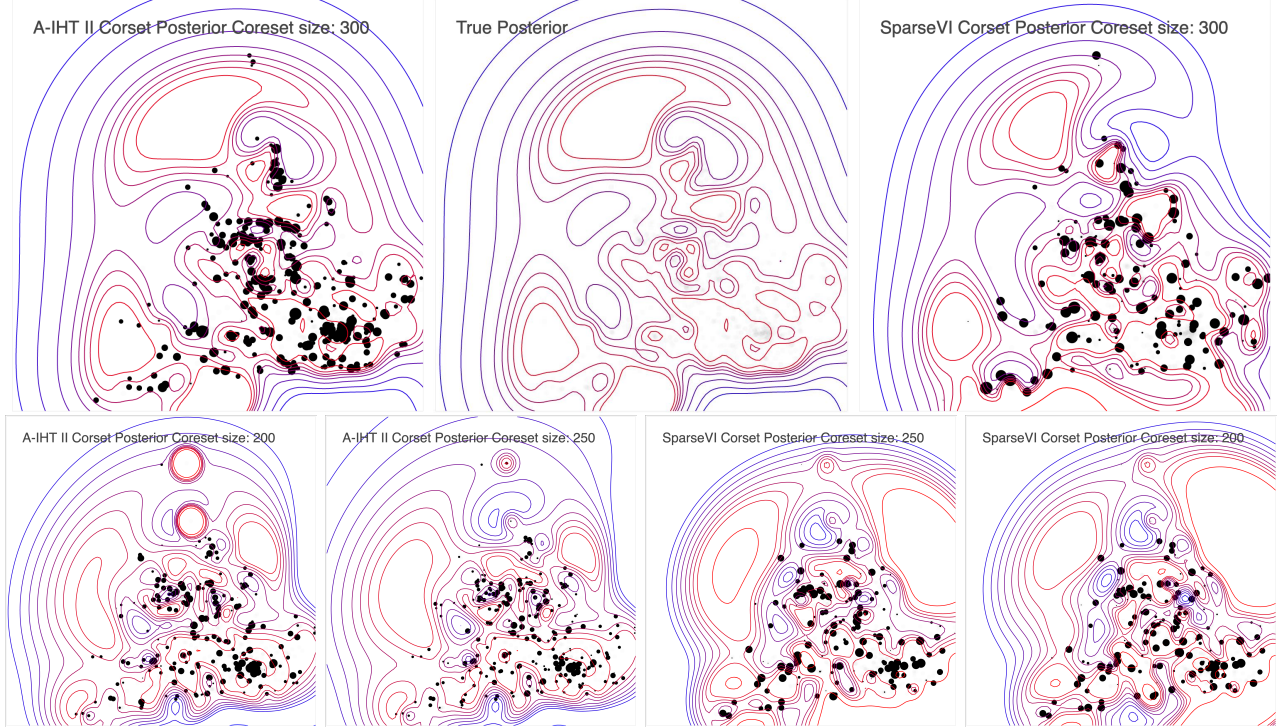 A-IHT II Corset Posterior Coreset size: 300
True Posterior
SparseVI Corset Posterior Coreset size: 300
A-IHT II Corset Posterior Coreset size: 200
A-IHT II Corset Posterior Coreset size: 250
SparseVI Corset Posterior Coreset size: 250
SparseVI Corset Posterior Coreset size: 200